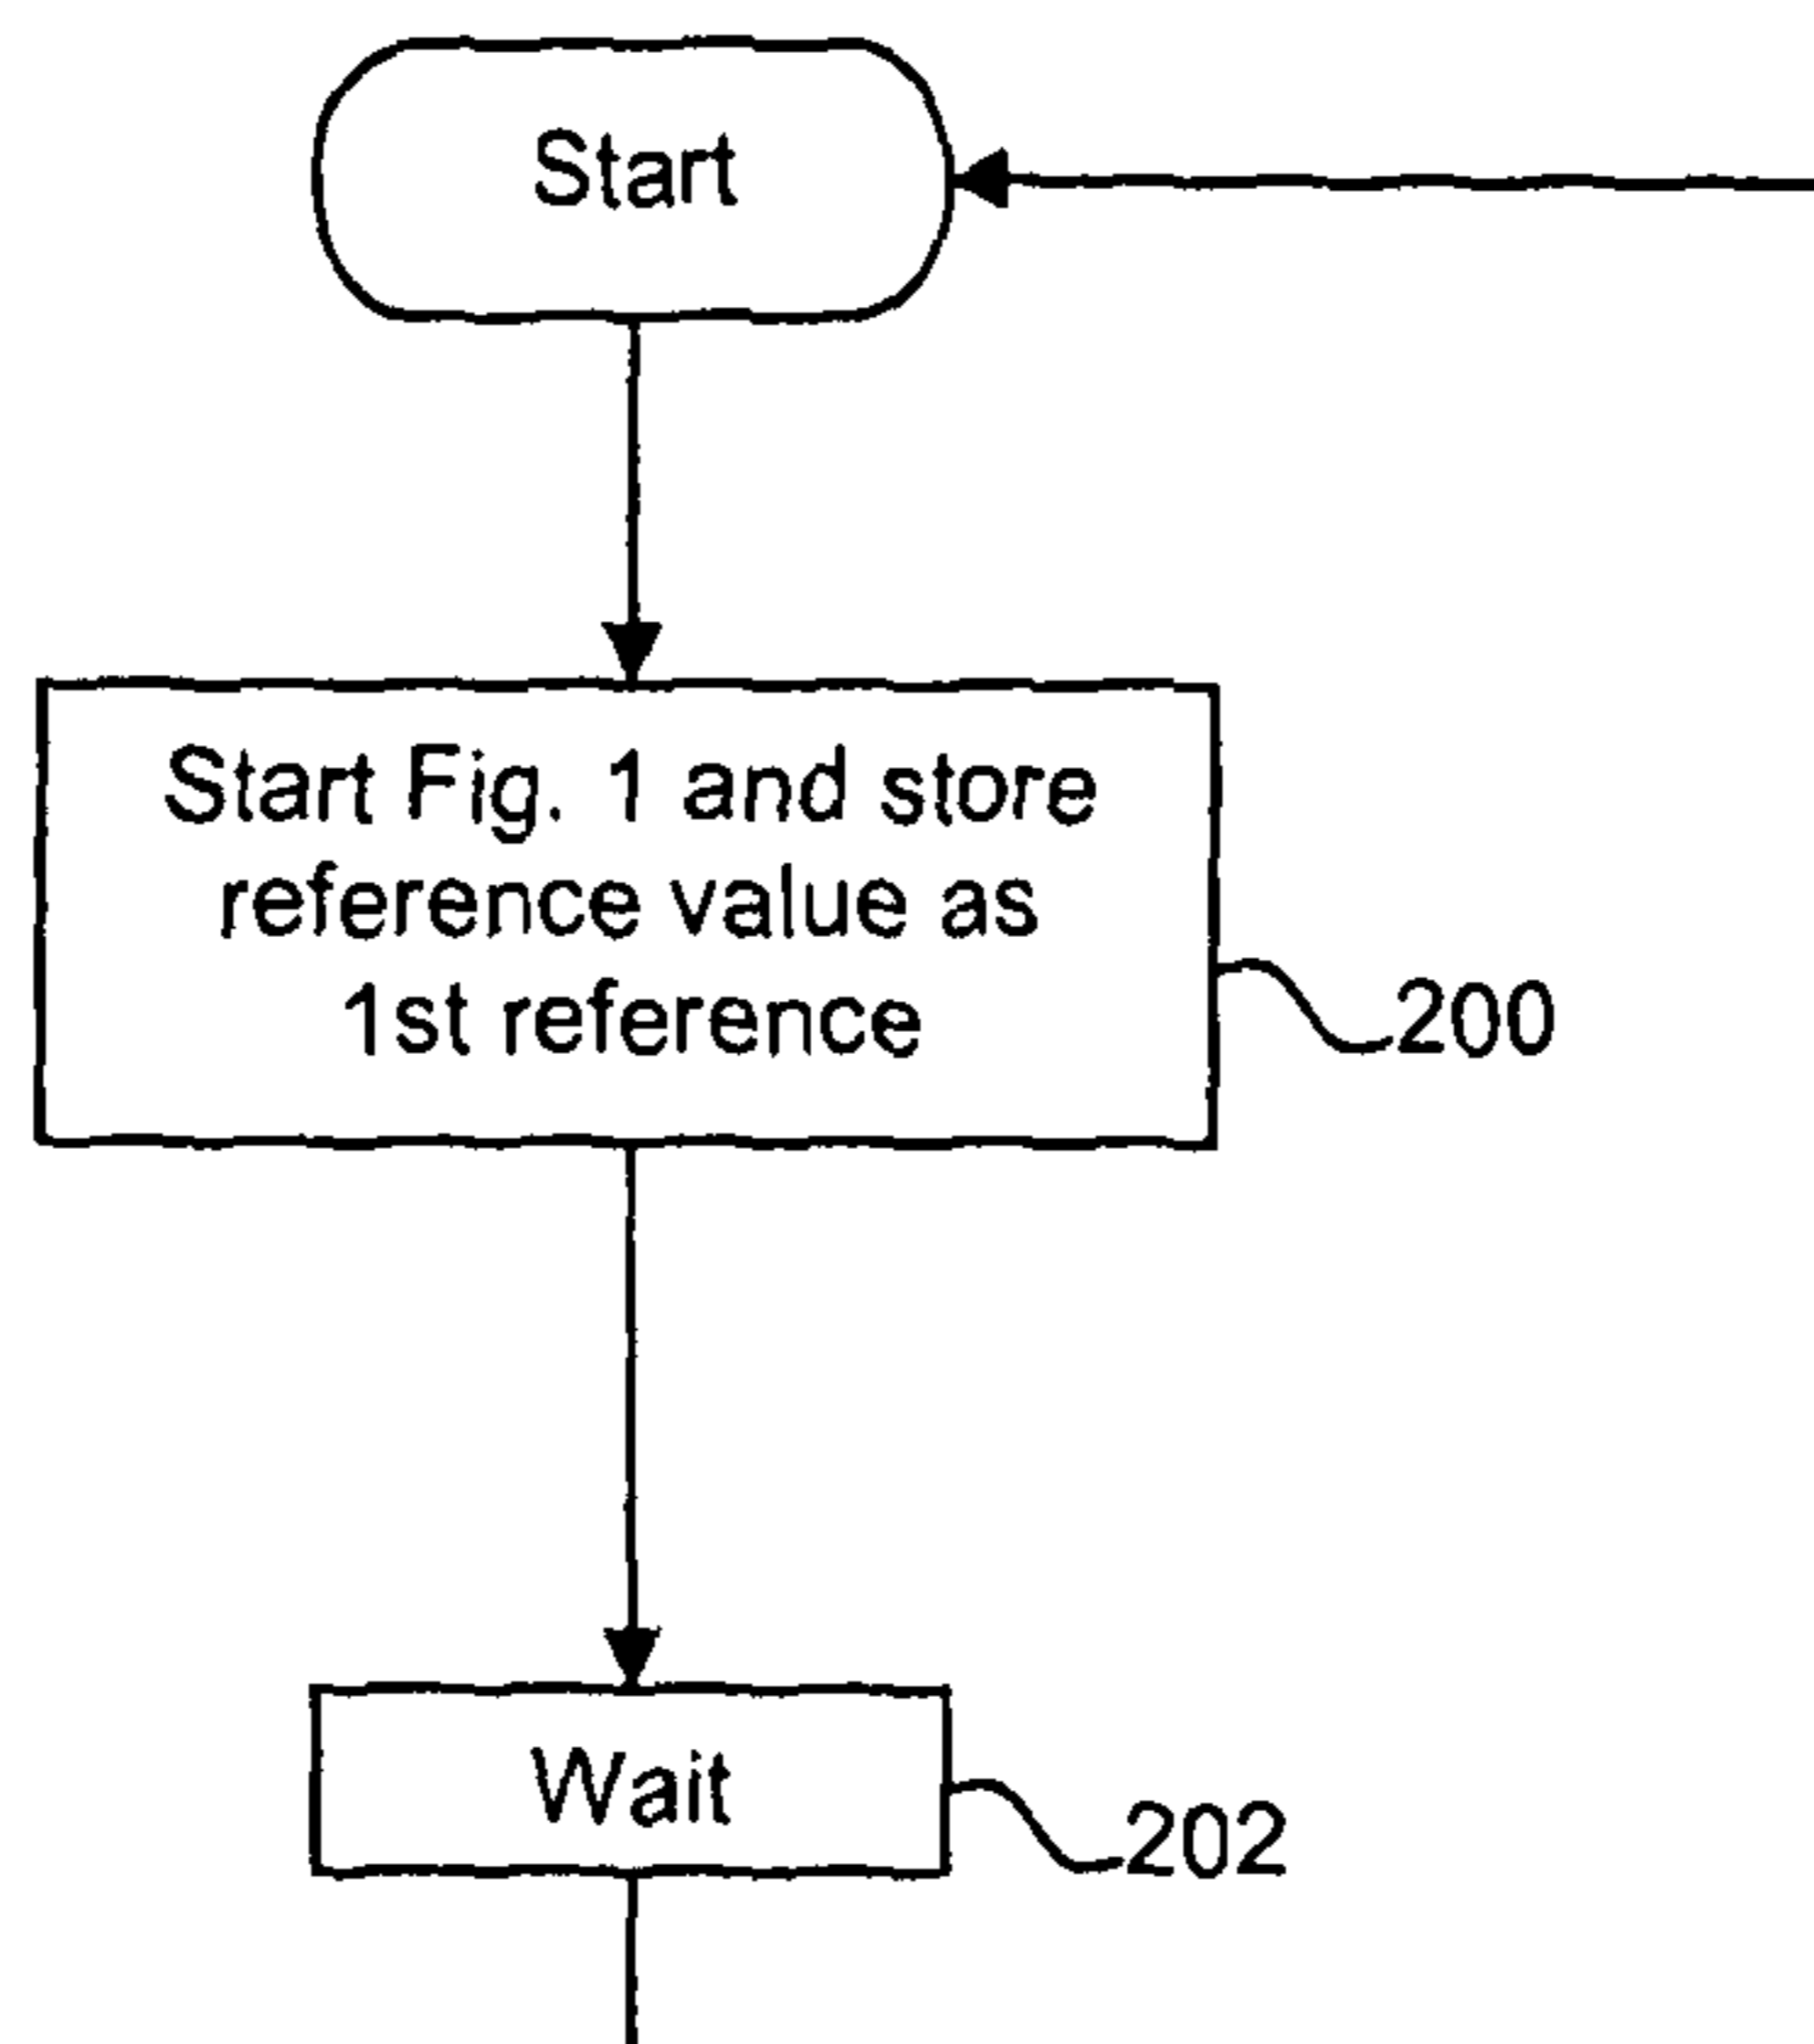 Start
Start Fig. 1 and store
reference value as
1st reference
200
Wait
202